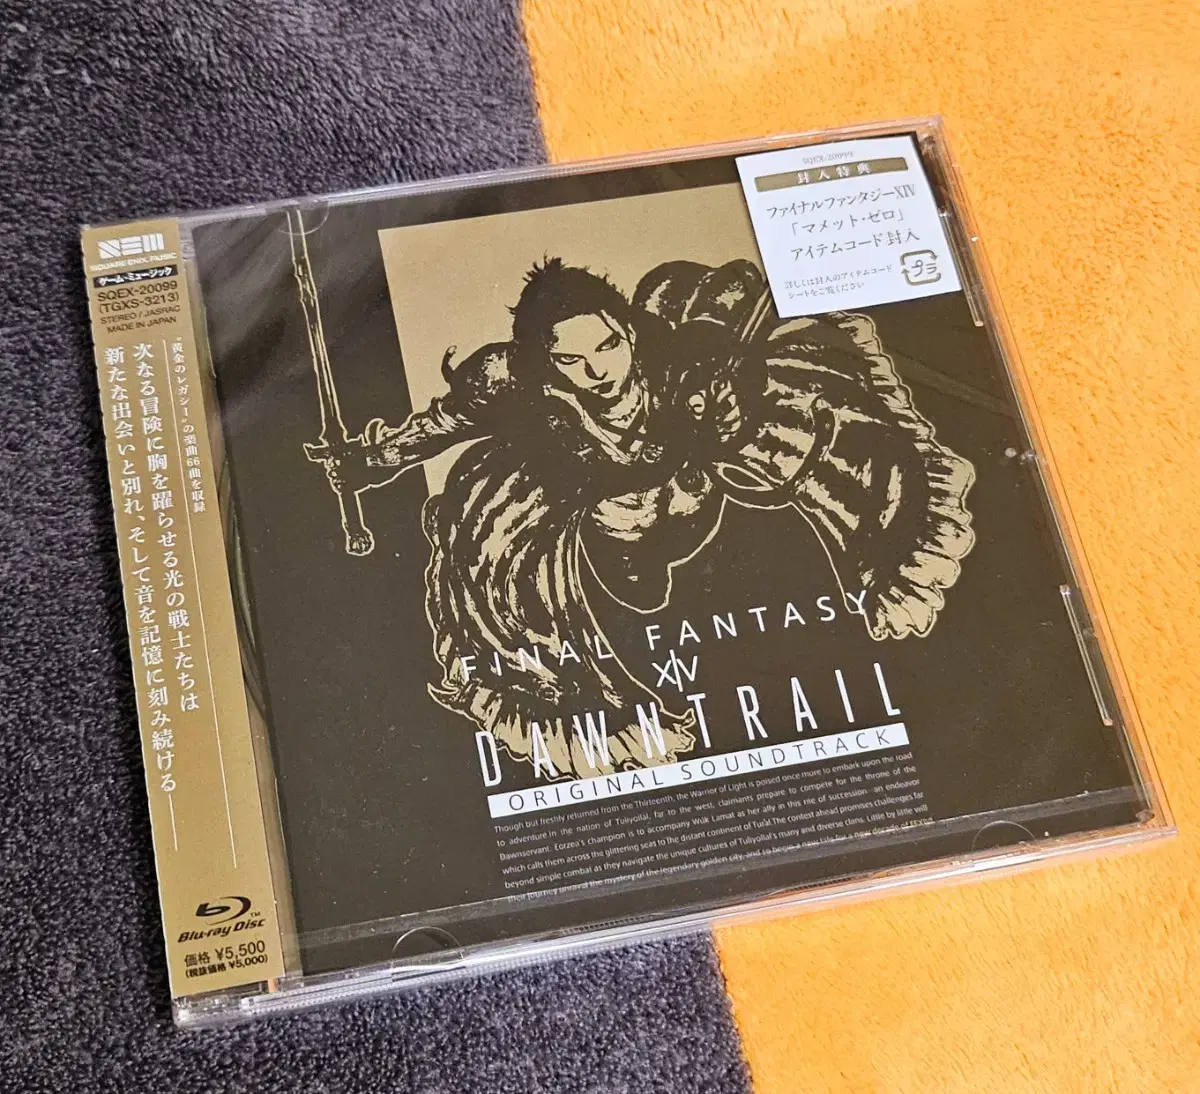 SQUARE ENIX MUSIC
ゲーム・ミュージック
SQEX-20099
(TGXS-3213)
STEREO / JASRAC
MADE IN JAPAN
"黄金のレガシー"の楽曲66曲を収録
次なる冒険に胸を躍らせる光の戦士たちは
新たな出会いと別れ、そして音を記憶に刻み続ける
Blu-ray Disc™
価格 ¥5,500
(税抜価格 ¥5,000)
SQEX-20099
封入特典
ファイナルファンタジーXIV
「マメット・ゼロ」
アイテムコード封入
詳しくは封入のアイテムコード
シートをご覧ください
プラ
FINAL FANTASY
XIV
DAWNTRAIL
ORIGINAL SOUNDTRACK
Though but freshly returned from the Thirteenth, the Warrior of Light is poised once more to embark upon the road
to adventure in the nation of Tuliyollal, far to the west, claimants prepare to compete for the throne of the
Dawnservant. Eorzea's champion is to accompany Wuk Lamat as her ally in this rite of succession—an endeavor
which calls them across the glittering seas to the distant continent of Tural. The contest ahead promises challenges far
beyond simple combat as they navigate the unique cultures of Tuliyollal's many and diverse clans. Little by little will
their journey unravel the mystery of the legendary golden city, and so begin a new tale for a new decade of FFXIV.